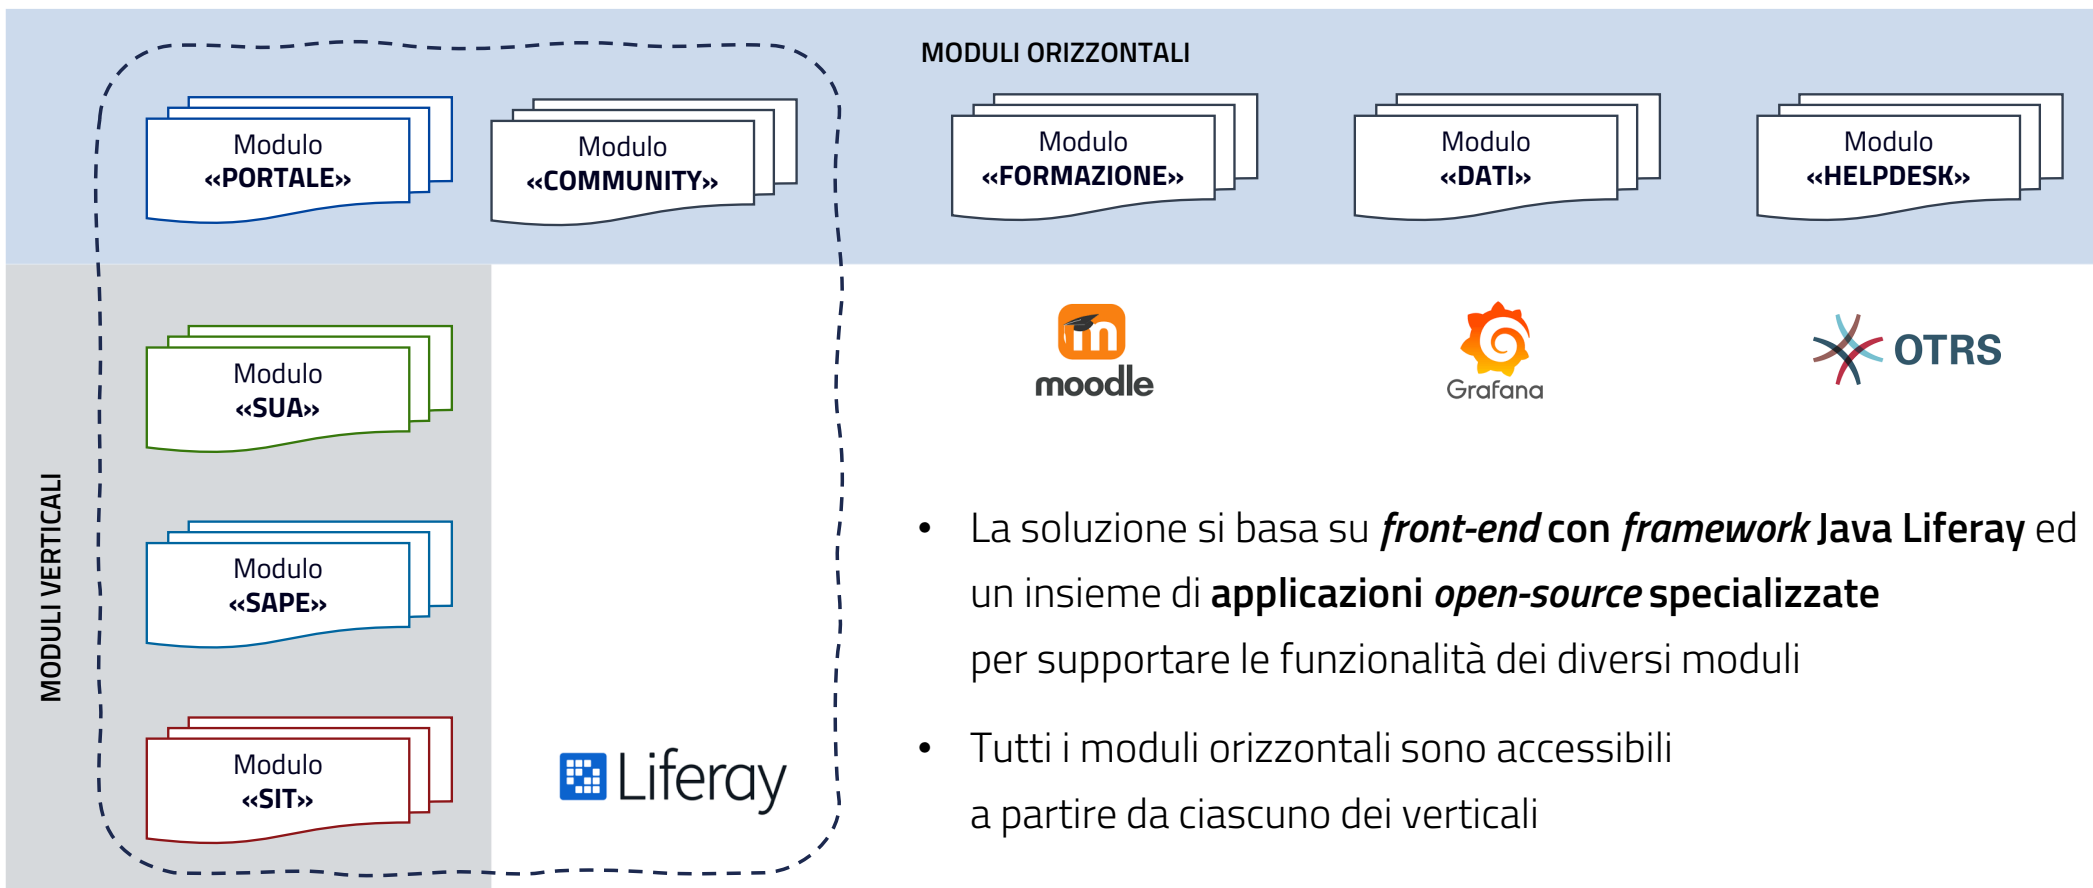 MODULI ORIZZONTALI
Modulo
«PORTALE»
Modulo
«COMMUNITY»
Modulo
«FORMAZIONE»
Modulo
«DATI»
Modulo
«HELPDESK»
MODULI VERTICALI
Modulo
«SUA»
Modulo
«SAPE»
Modulo
«SIT»
Liferay
moodle
Grafana
OTRS
• La soluzione si basa su front-end con framework Java Liferay ed
un insieme di applicazioni open-source specializzate
per supportare le funzionalità dei diversi moduli
• Tutti i moduli orizzontali sono accessibili
a partire da ciascuno dei verticali